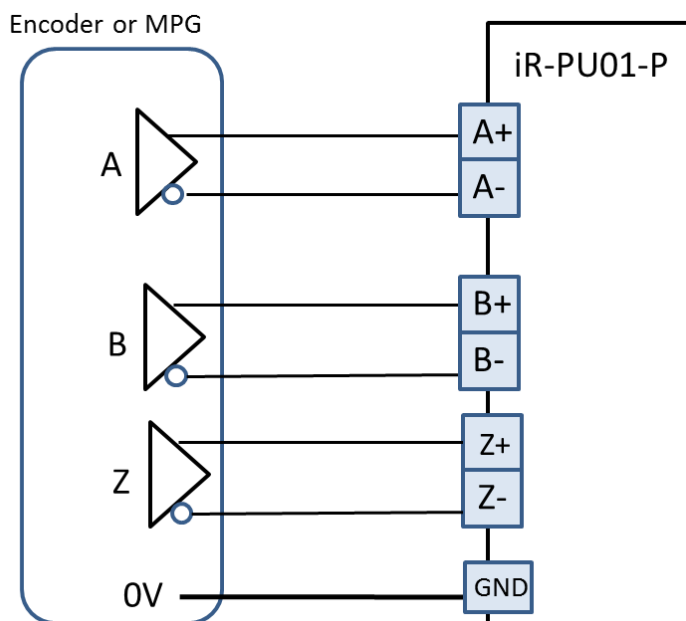 Encoder or MPG
iR-PU01-P
A
A+
A-
B
B+
B-
Z
Z+
Z-
0V
GND